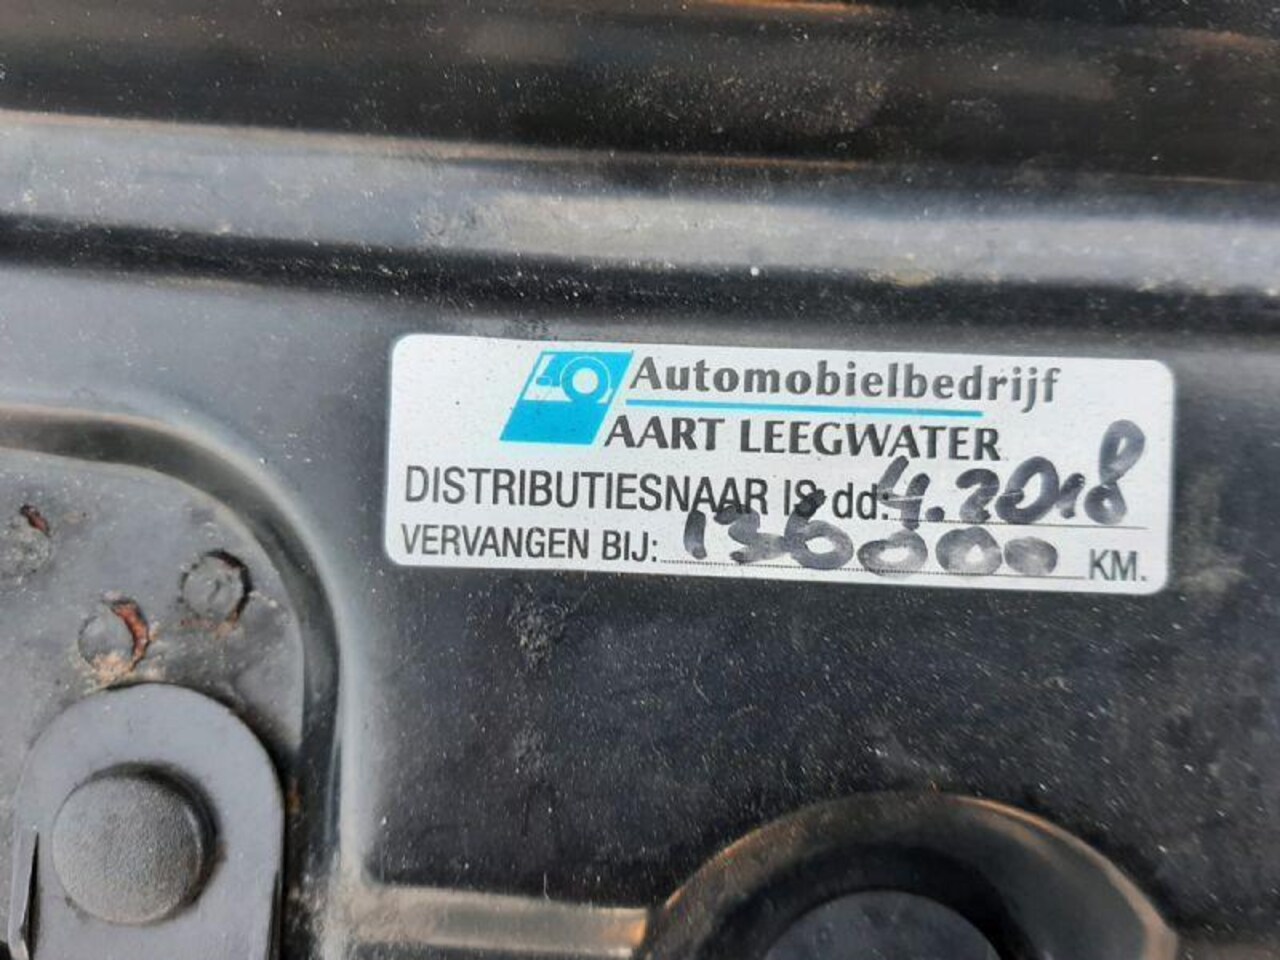 Automobielbedrijf
AART LEEGWATER
DISTRIBUTIESNAAR IS dd: 4.2018
VERVANGEN BIJ: 136000 KM.